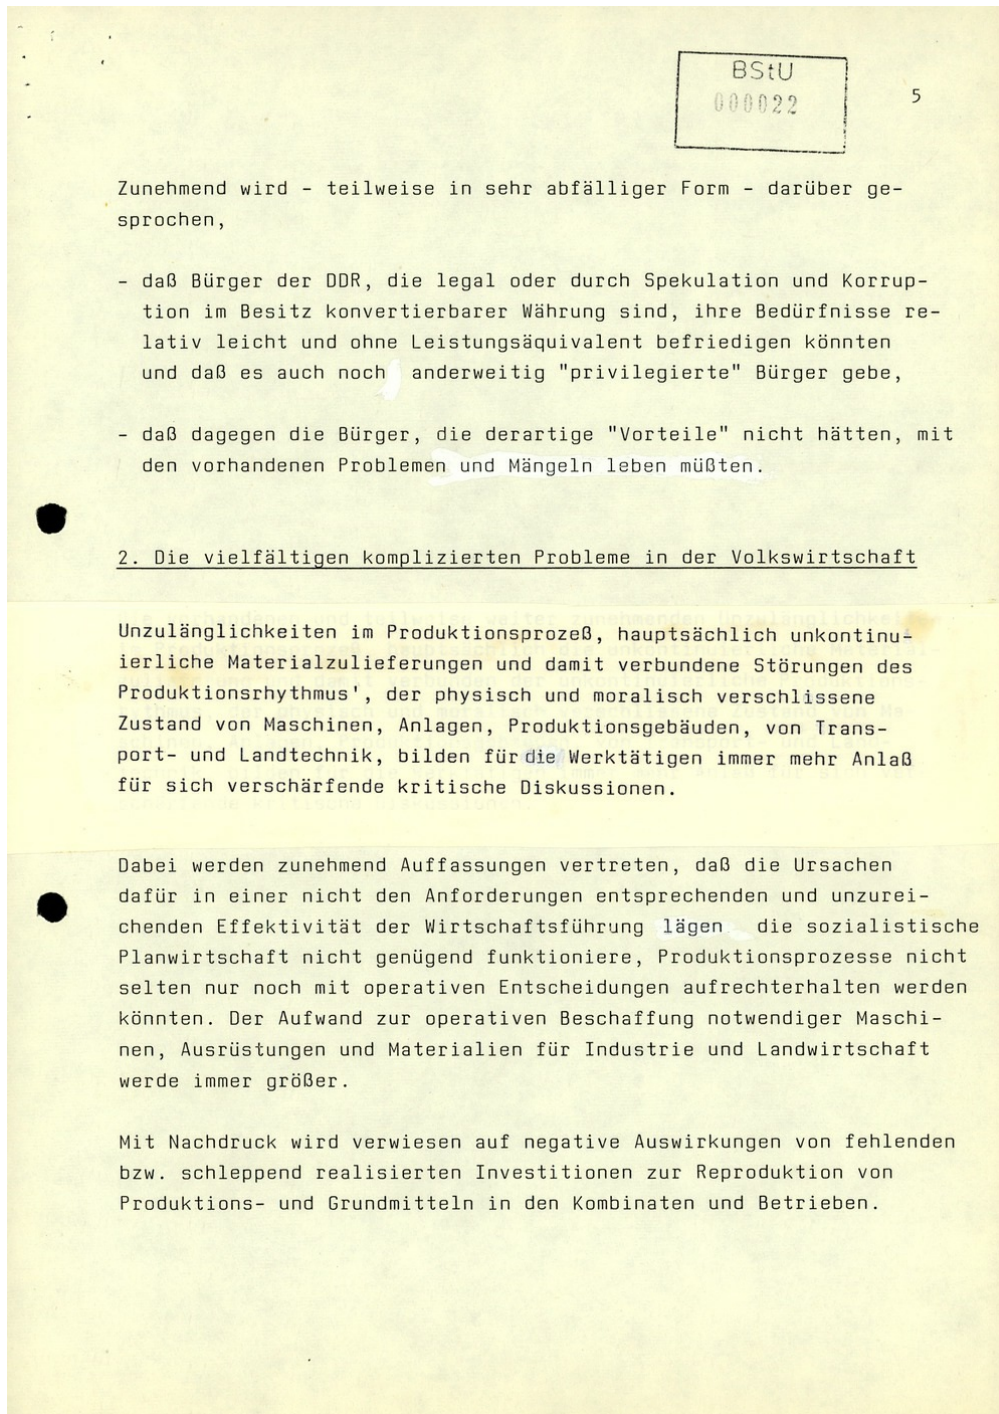 BStU
000022
5
Zunehmend wird - teilweise in sehr abfälliger Form - darüber ge-
sprochen,
- daß Bürger der DDR, die legal oder durch Spekulation und Korrup-
tion im Besitz konvertierbarer Währung sind, ihre Bedürfnisse re-
lativ leicht und ohne Leistungsäquivalent befriedigen könnten
und daß es auch noch anderweitig "privilegierte" Bürger gebe,
- daß dagegen die Bürger, die derartige "Vorteile" nicht hätten, mit
den vorhandenen Problemen und Mängeln leben müßten.
2. Die vielfältigen komplizierten Probleme in der Volkswirtschaft
Unzulänglichkeiten im Produktionsprozeß, hauptsächlich unkontinu-
ierliche Materialzulieferungen und damit verbundene Störungen des
Produktionsrhythmus', der physisch und moralisch verschlissene
Zustand von Maschinen, Anlagen, Produktionsgebäuden, von Trans-
port- und Landtechnik, bilden für die Werktätigen immer mehr Anlaß
für sich verschärfende kritische Diskussionen.
Dabei werden zunehmend Auffassungen vertreten, daß die Ursachen
dafür in einer nicht den Anforderungen entsprechenden und unzurei-
chenden Effektivität der Wirtschaftsführung lägen die sozialistische
Planwirtschaft nicht genügend funktioniere, Produktionsprozesse nicht
selten nur noch mit operativen Entscheidungen aufrechterhalten werden
könnten. Der Aufwand zur operativen Beschaffung notwendiger Maschi-
nen, Ausrüstungen und Materialien für Industrie und Landwirtschaft
werde immer größer.
Mit Nachdruck wird verwiesen auf negative Auswirkungen von fehlenden
bzw. schleppend realisierten Investitionen zur Reproduktion von
Produktions- und Grundmitteln in den Kombinaten und Betrieben.